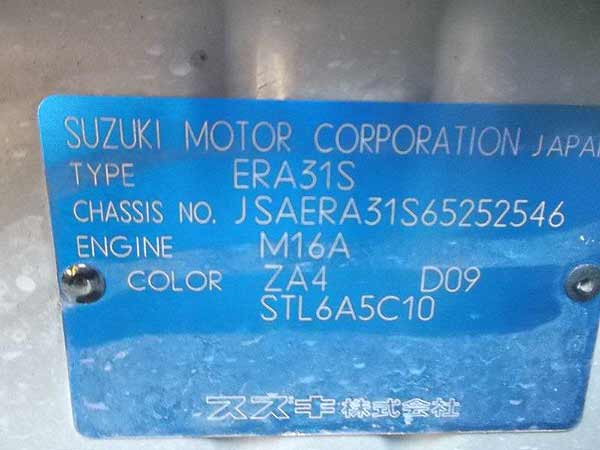 SUZUKI MOTOR CORPORATION JAPA
TYPE ERA31S
CHASSIS NO. JSAERA31S65252546
ENGINE M16A
COLOR ZA4 D09
STL6A5C10
スズキ株式会社